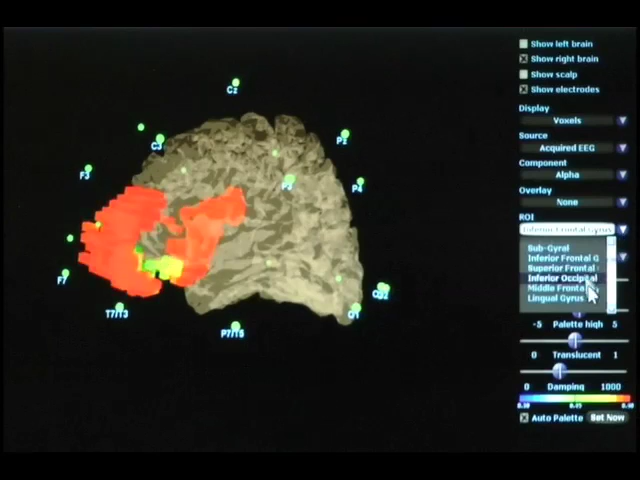 Show left brain
Show right brain
Show scalp
Show electrodes
Display
Voxels
Source
Acquired EEG
Component
Alpha
Overlay
None
ROI
Inferior Frontal Gyrus
Sub-Gyral
Inferior Frontal G
Superior Frontal
Inferior Occipital
Middle Fronta
Lingual Gyrus
-5 Palette high 5
0 Translucent 1
0 Damping 1000
Auto Palette Set Now
Cz
C3
Pz
F3
P4
F7
T7/T3
P7/T5
O1